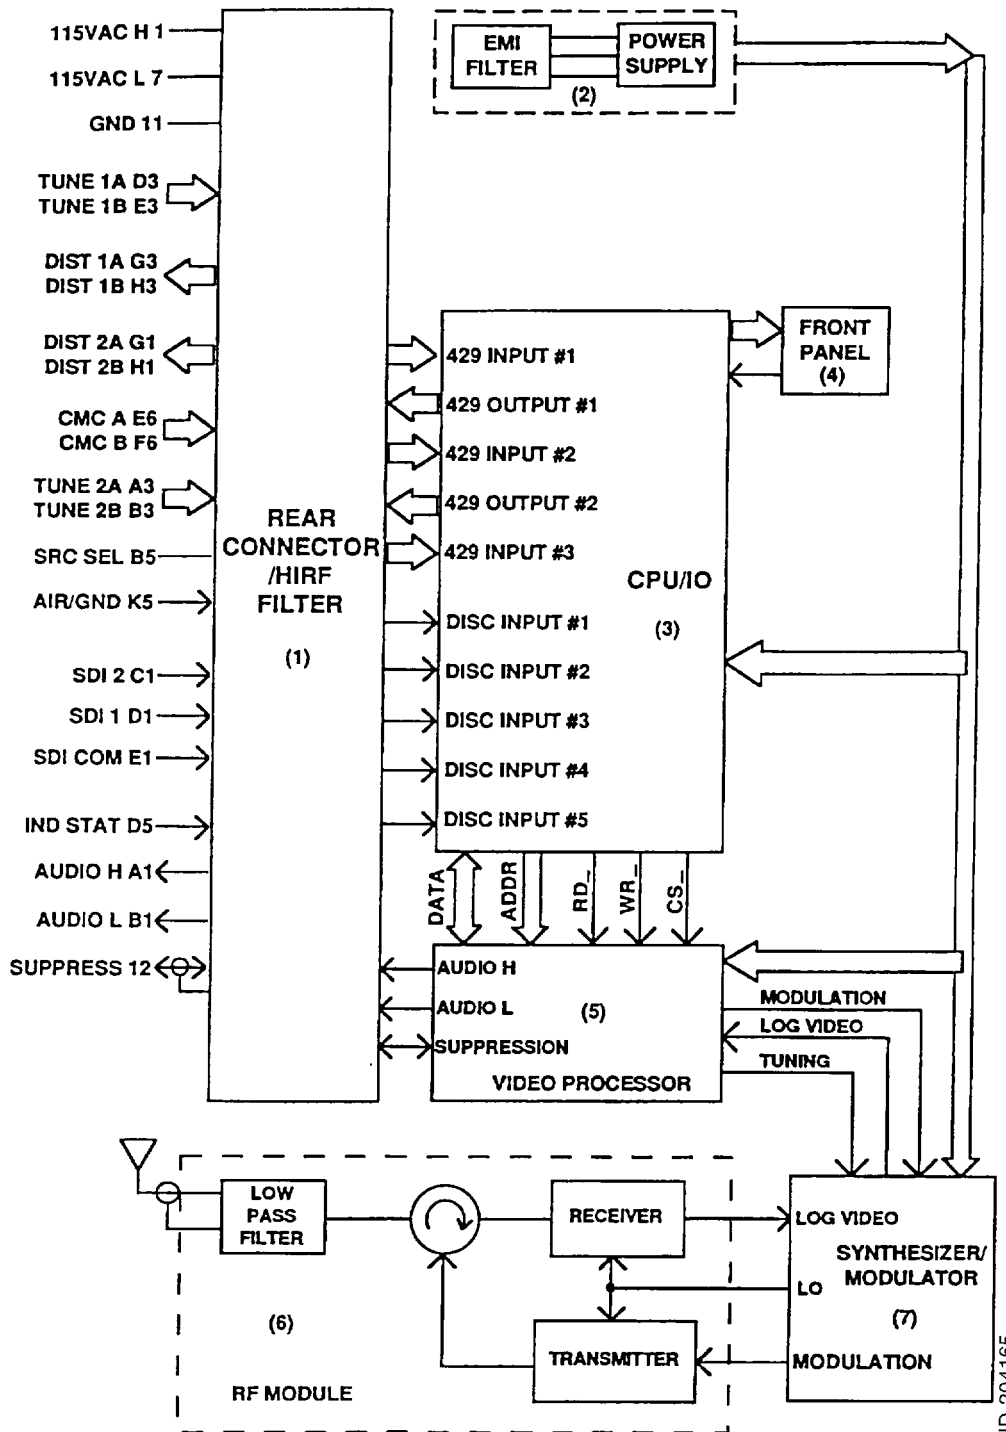 115VAC H 1
115VAC L 7
GND 11
TUNE 1A D3
TUNE 1B E3
DIST 1A G3
DIST 1B H3
DIST 2A G1
DIST 2B H1
CMC A E6
CMC B F6
TUNE 2A A3
TUNE 2B B3
SRC SEL B5
AIR/GND K5
SDI 2 C1
SDI 1 D1
SDI COM E1
IND STAT D5
AUDIO H A1
AUDIO L B1
SUPPRESS 12
REAR
CONNECTOR
/HIRF
FILTER
(1)
EMI
FILTER
POWER
SUPPLY
(2)
429 INPUT #1
429 OUTPUT #1
429 INPUT #2
429 OUTPUT #2
429 INPUT #3
DISC INPUT #1
DISC INPUT #2
DISC INPUT #3
DISC INPUT #4
DISC INPUT #5
CPU/IO
(3)
FRONT
PANEL
(4)
DATA
ADDR
RD_
WR_
CS_
AUDIO H
AUDIO L
SUPPRESSION
(5)
VIDEO PROCESSOR
MODULATION
LOG VIDEO
TUNING
LOW
PASS
FILTER
RECEIVER
TRANSMITTER
(6)
RF MODULE
LOG VIDEO
SYNTHESIZER/
MODULATOR
LO
(7)
MODULATION